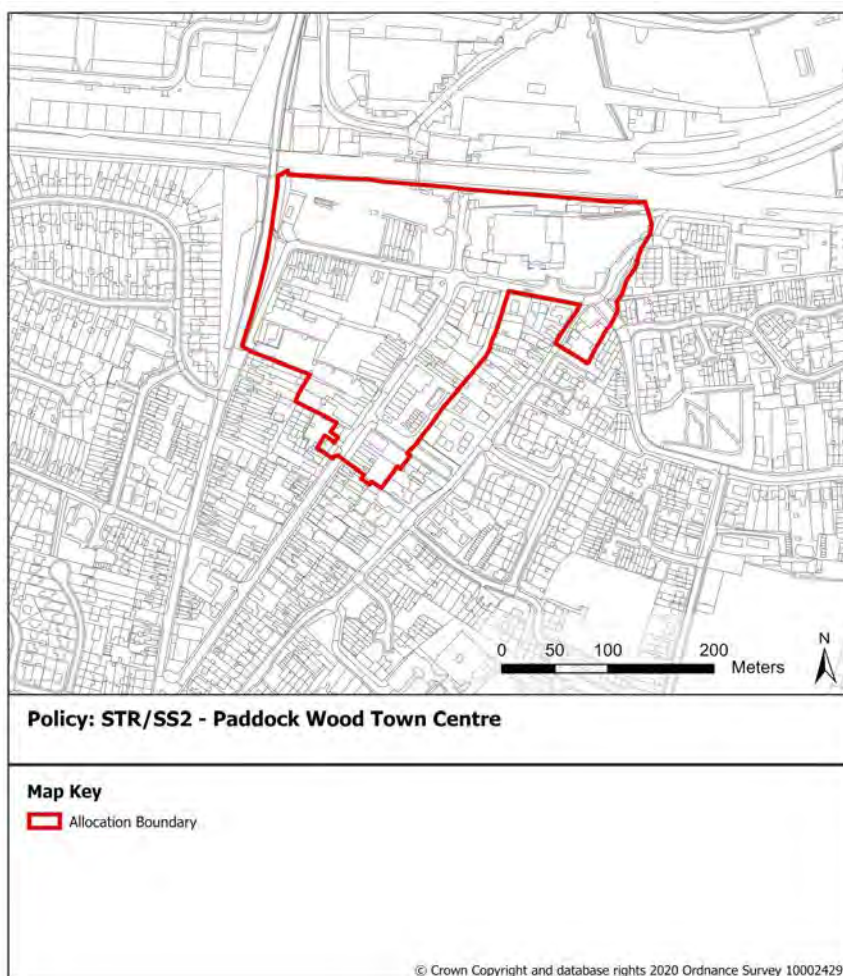 N
0 50 100 200
Meters
Policy: STR/SS2 - Paddock Wood Town Centre
Map Key
Allocation Boundary
© Crown Copyright and database rights 2020 Ordnance Survey 10002429